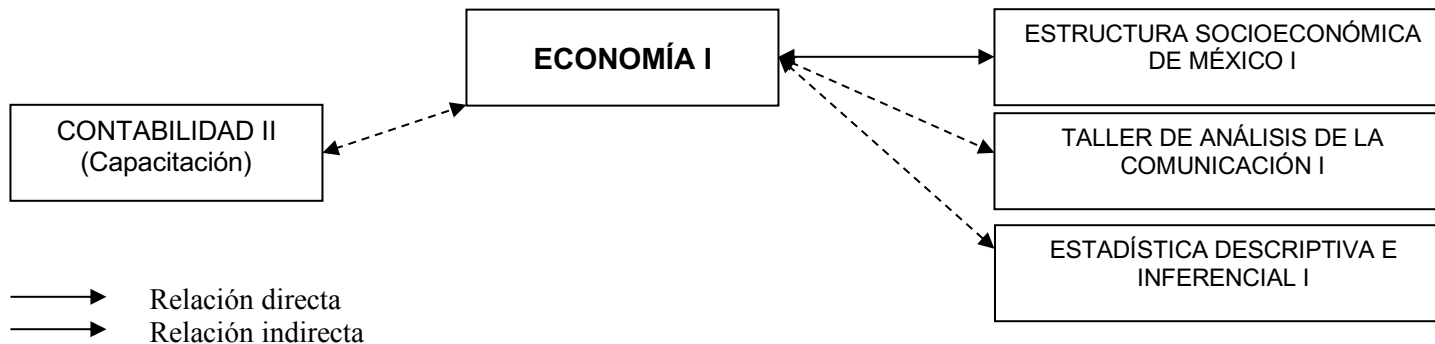 ECONOMÍA I
ESTRUCTURA SOCIOECONÓMICA
DE MÉXICO I
CONTABILIDAD II
(Capacitación)
TALLER DE ANÁLISIS DE LA
COMUNICACIÓN I
ESTADÍSTICA DESCRIPTIVA E
INFERENCIAL I
Relación directa
Relación indirecta